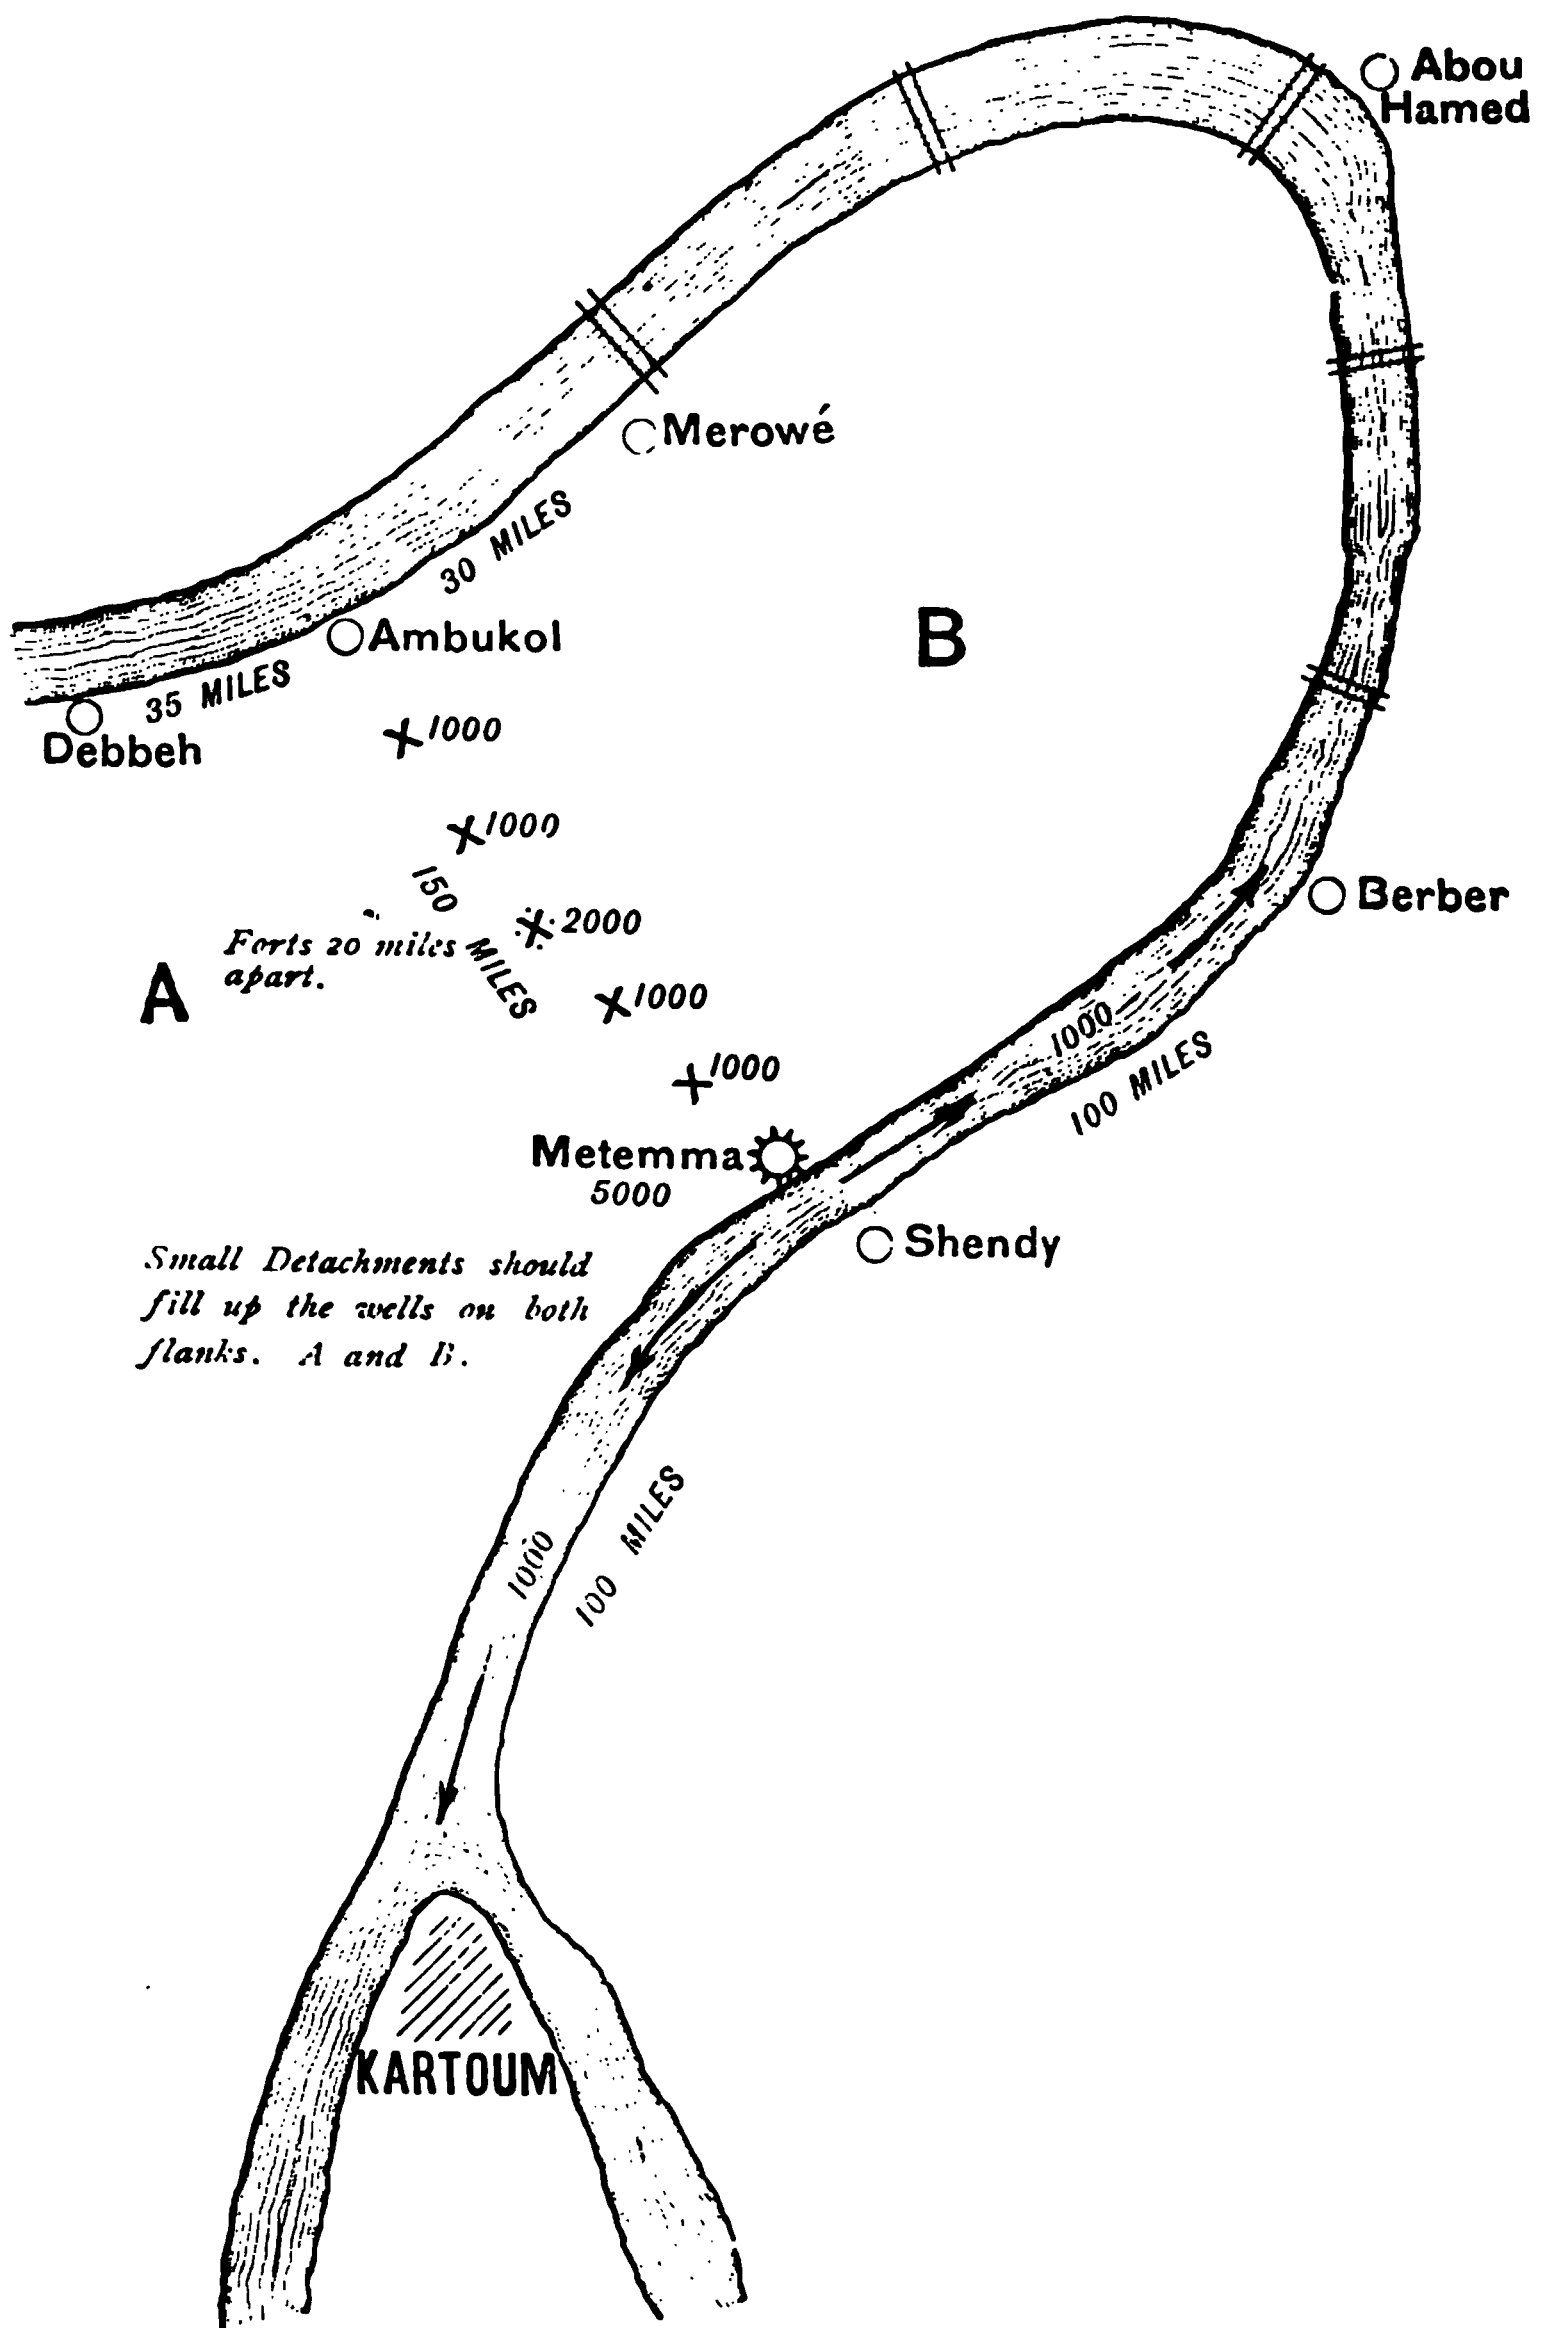 Abou
Hamed
Merowé
30 MILES
Ambukol
35 MILES
Debbeh
B
1000
1000
150 MILES
2000
Forts 20 miles
apart.
A
1000
1000
Berber
1000
100 MILES
Metemma
5000
Shendy
Small Detachments should
fill up the wells on both
flanks. A and B.
1000
100 MILES
KARTOUM